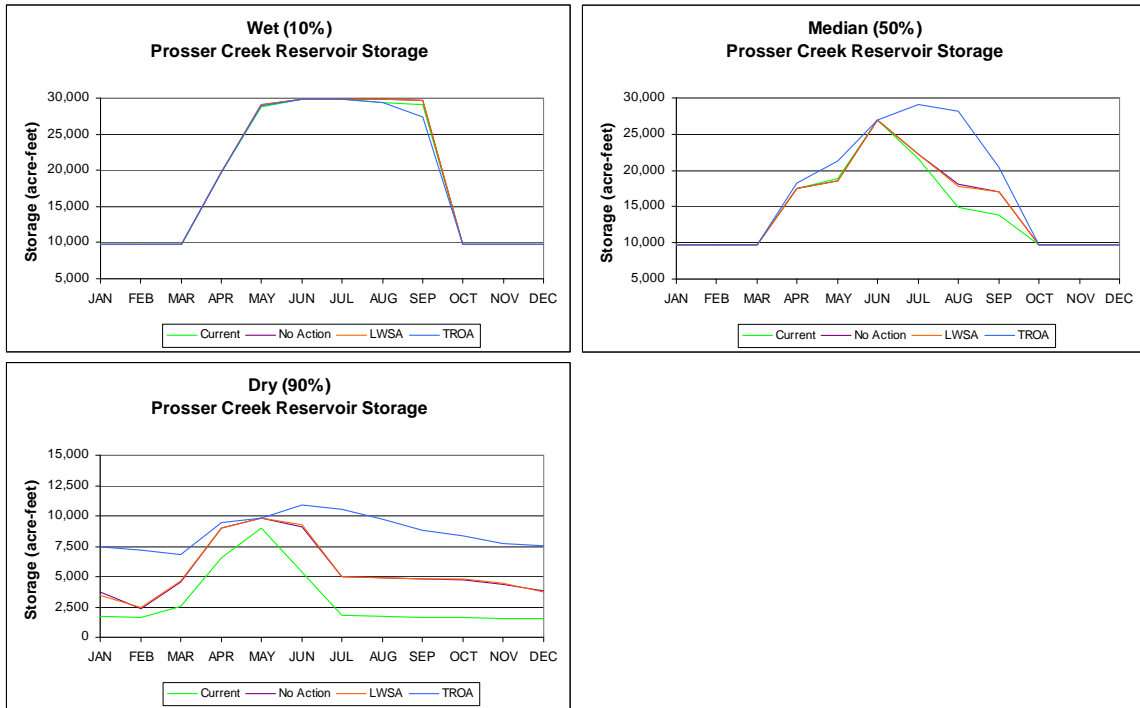 Wet (10%)
Prosser Creek Reservoir Storage
Storage (acre-feet)
30,000
25,000
20,000
15,000
10,000
5,000
JAN FEB MAR APR MAY JUN JUL AUG SEP OCT NOV DEC
Current No Action LWSA TROA
Median (50%)
Prosser Creek Reservoir Storage
Storage (acre-feet)
30,000
25,000
20,000
15,000
10,000
5,000
JAN FEB MAR APR MAY JUN JUL AUG SEP OCT NOV DEC
Current No Action LWSA TROA
Dry (90%)
Prosser Creek Reservoir Storage
Storage (acre-feet)
15,000
12,500
10,000
7,500
5,000
2,500
0
JAN FEB MAR APR MAY JUN JUL AUG SEP OCT NOV DEC
Current No Action LWSA TROA